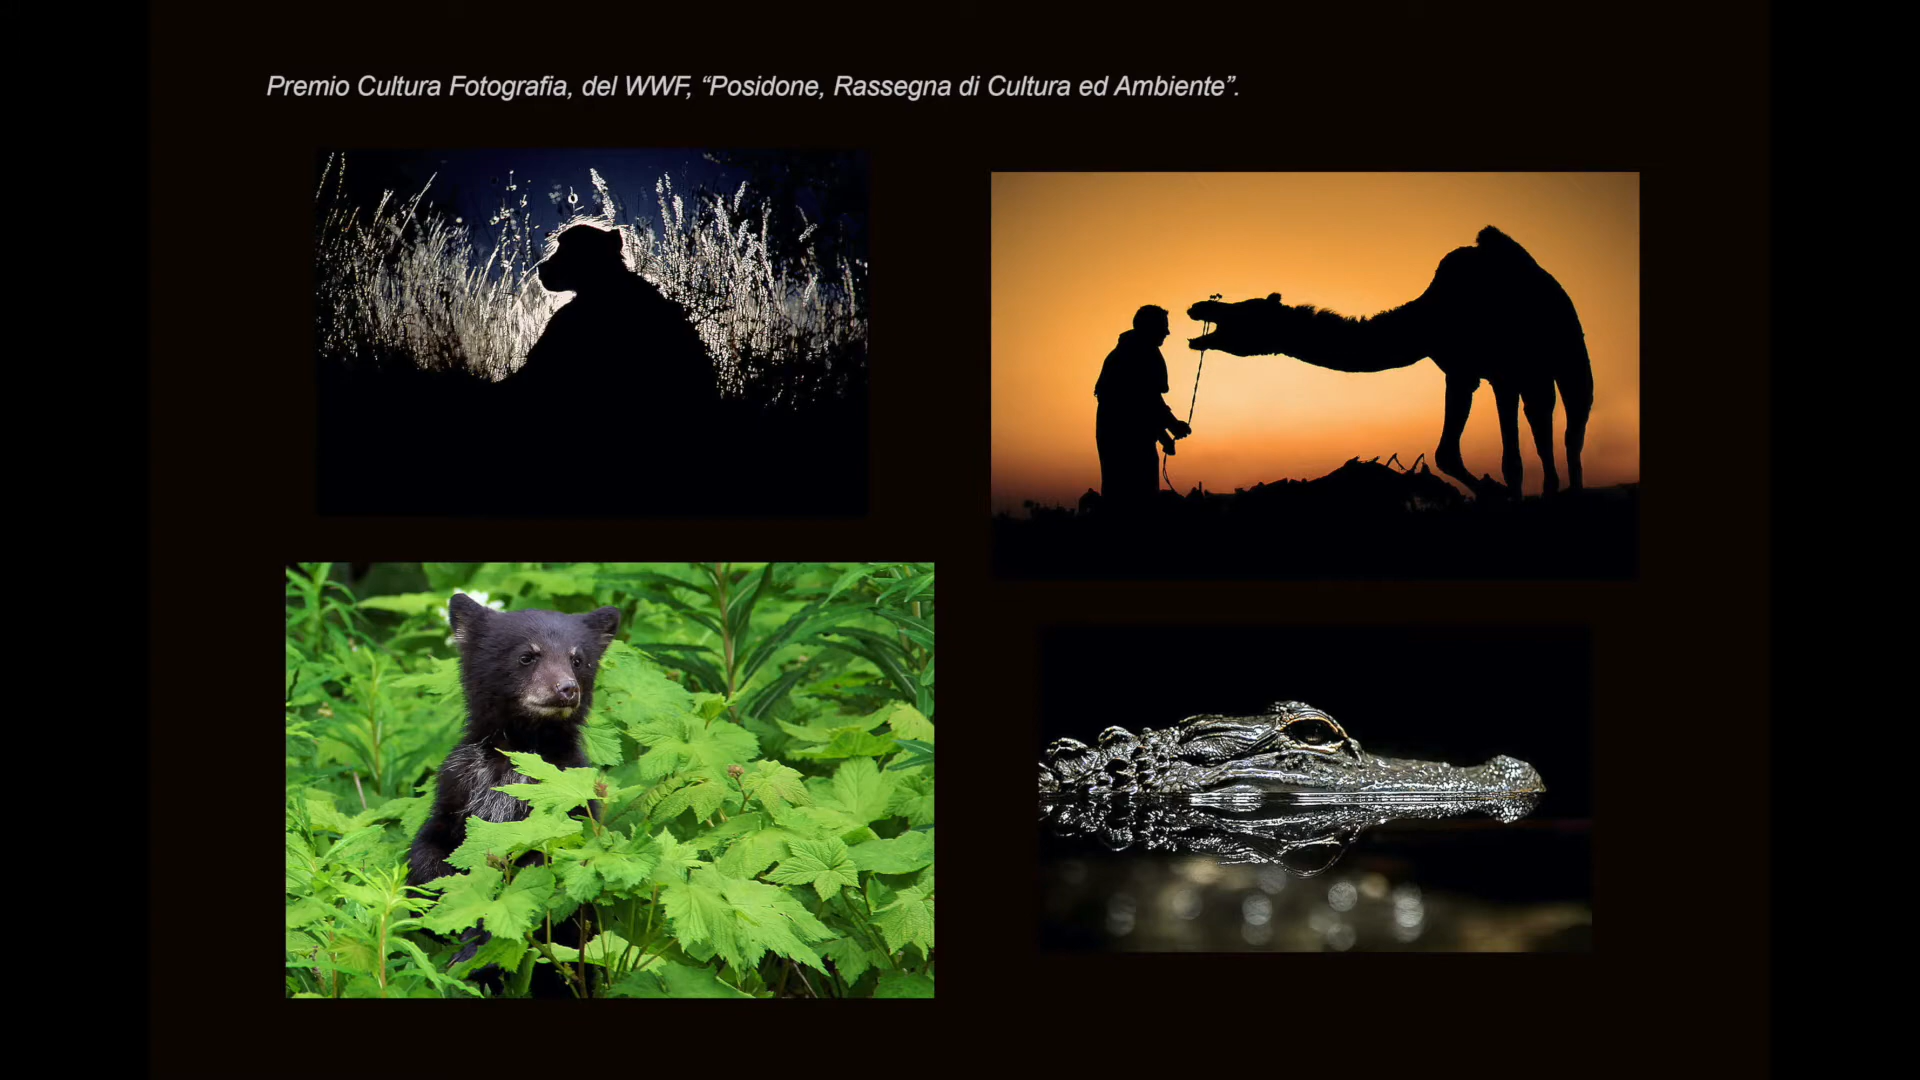 Premio Cultura Fotografia, del WWF, “Posidone, Rassegna di Cultura ed Ambiente”.